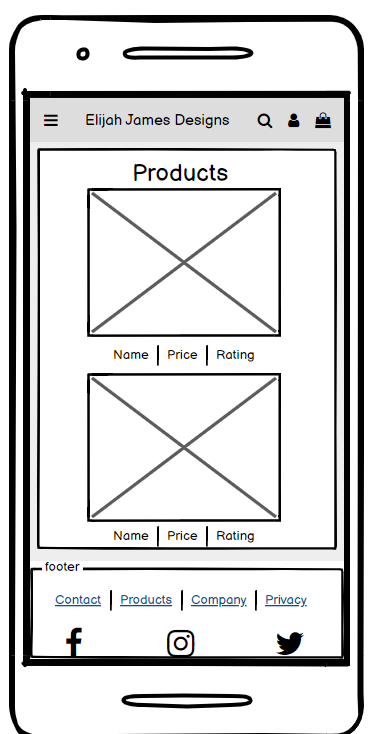 Elijah James Designs
Products
Name | Price | Rating
Name | Price | Rating
footer
Contact | Products | Company | Privacy